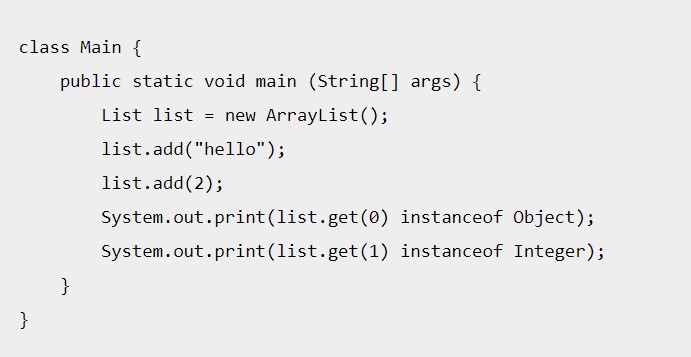 class Main {
    public static void main (String[] args) {
        List list = new ArrayList();
        list.add("hello");
        list.add(2);
        System.out.print(list.get(0) instanceof Object);
        System.out.print(list.get(1) instanceof Integer);
    }
}